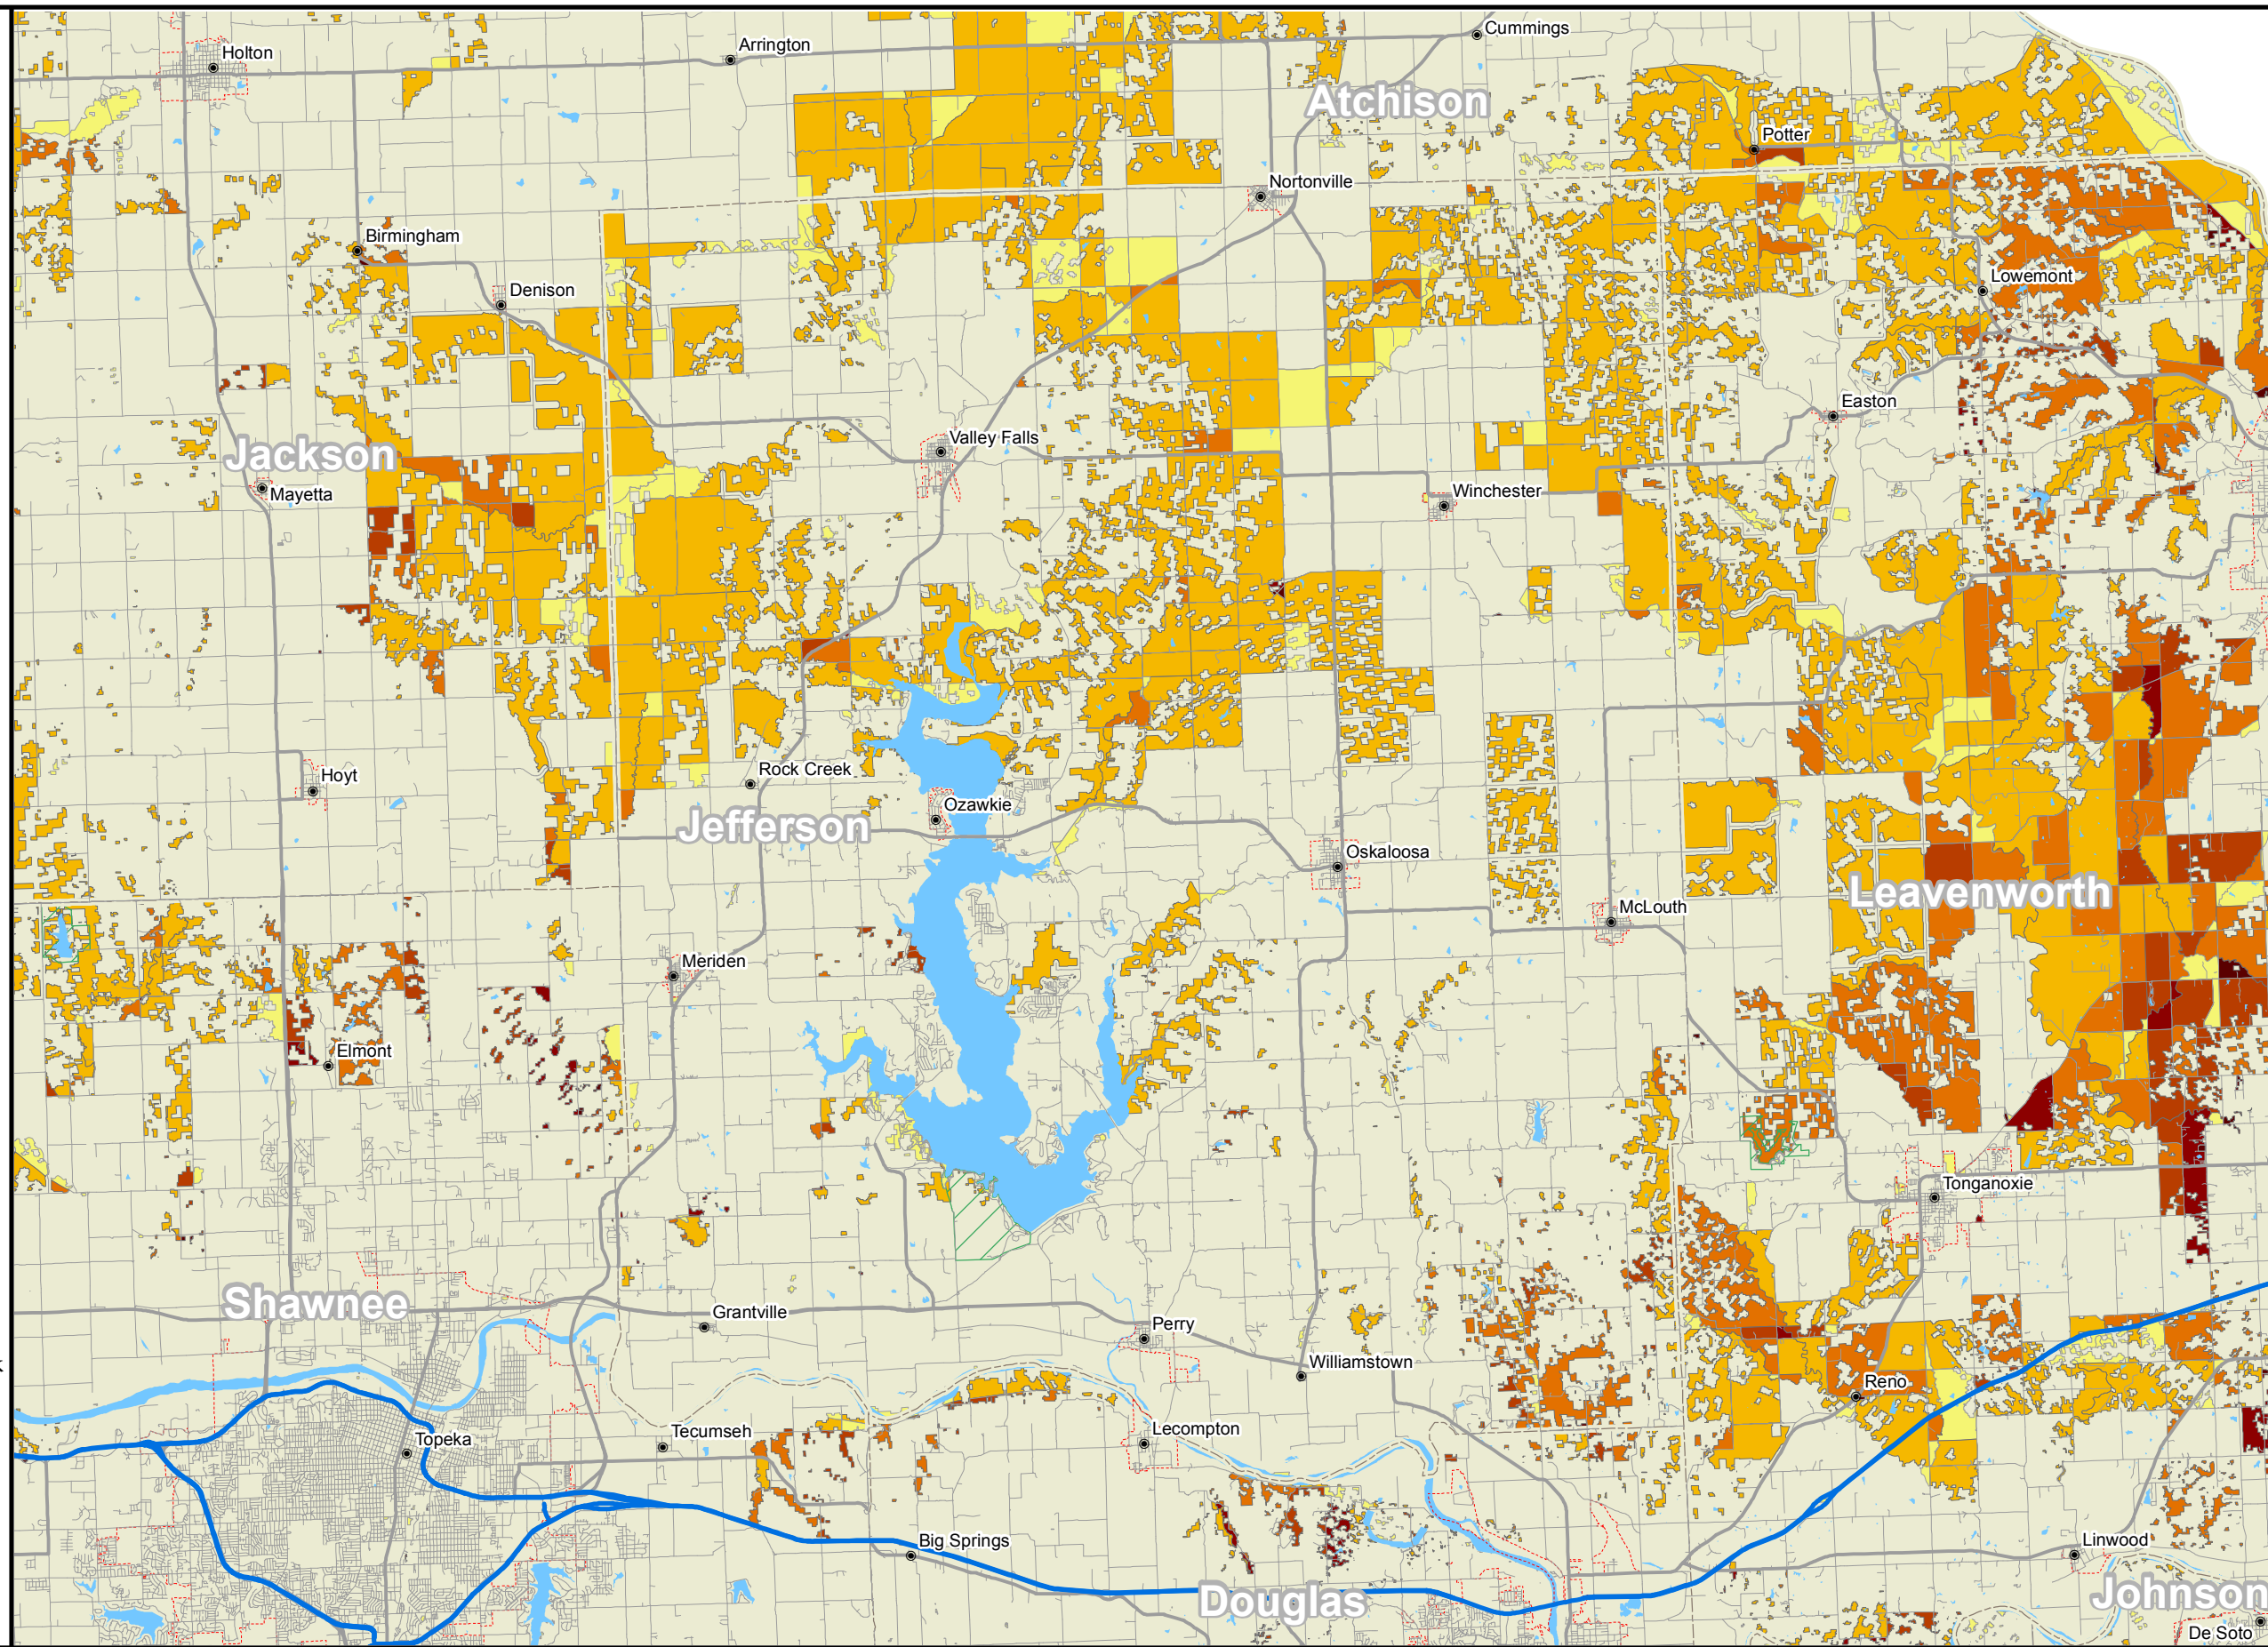 Cummings
Arrington
Holton
Atchison
Potter
Nortonville
Birmingham
Lowemont
Denison
Easton
Valley Falls
Jackson
Winchester
Mayetta
Rock Creek
Hoyt
Ozawkie
Jefferson
Oskaloosa
Leavenworth
McLouth
Meriden
Elmont
Tonganoxie
Shawnee
Grantville
Perry
Williamstown
Reno
Tecumseh
Lecompton
Topeka
Big Springs
Linwood
Douglas
Johnson
De Soto